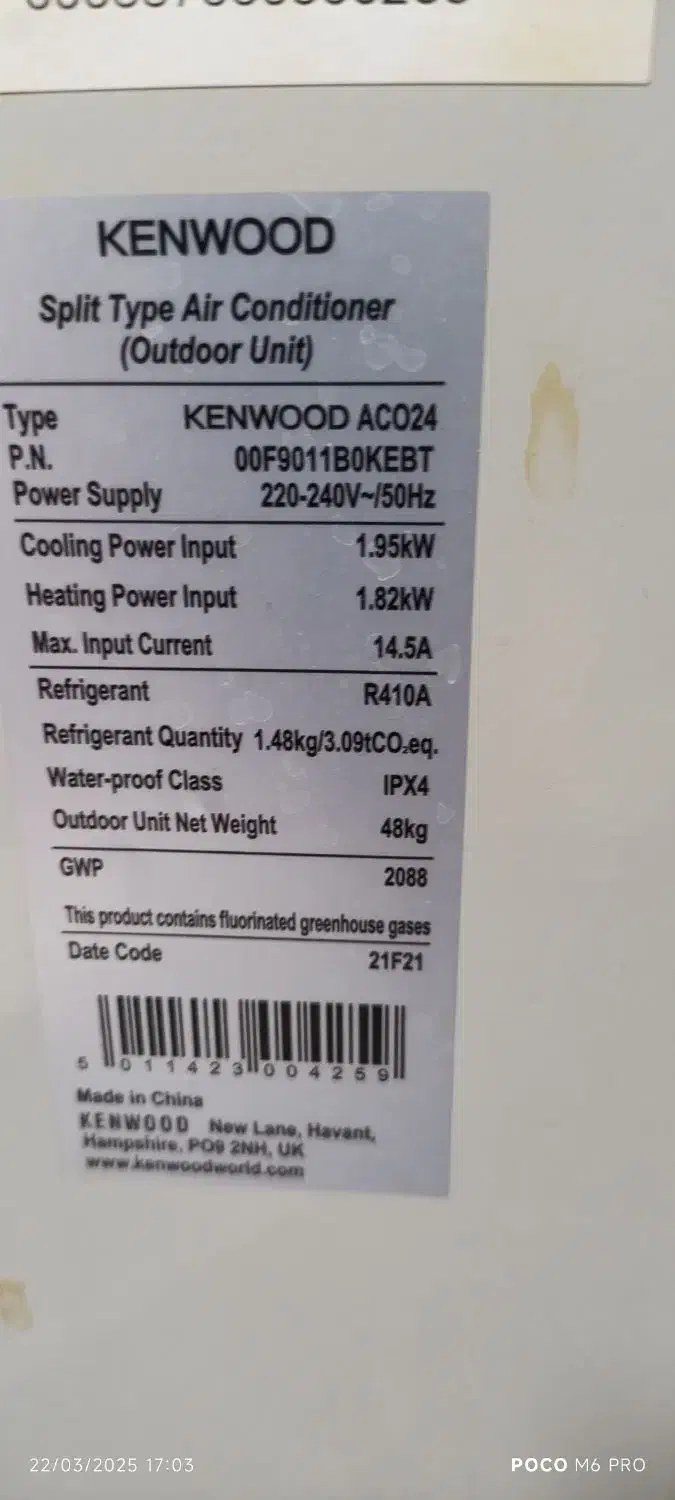 KENWOOD
Split Type Air Conditioner
(Outdoor Unit)
Type KENWOOD ACO24
P.N. 00F9011B0KEBT
Power Supply 220-240V~/50Hz
Cooling Power Input 1.95kW
Heating Power Input 1.82kW
Max. Input Current 14.5A
Refrigerant R410A
Refrigerant Quantity 1.48kg/3.09tCO₂eq.
Water-proof Class IPX4
Outdoor Unit Net Weight 48kg
GWP 2088
This product contains fluorinated greenhouse gases
Date Code 21F21
5 011423 004259
Made in China
KENWOOD New Lane, Havant,
Hampshire, PO9 2NH, UK
www.kenwoodworld.com
22/03/2025 17:03 POCO M6 PRO